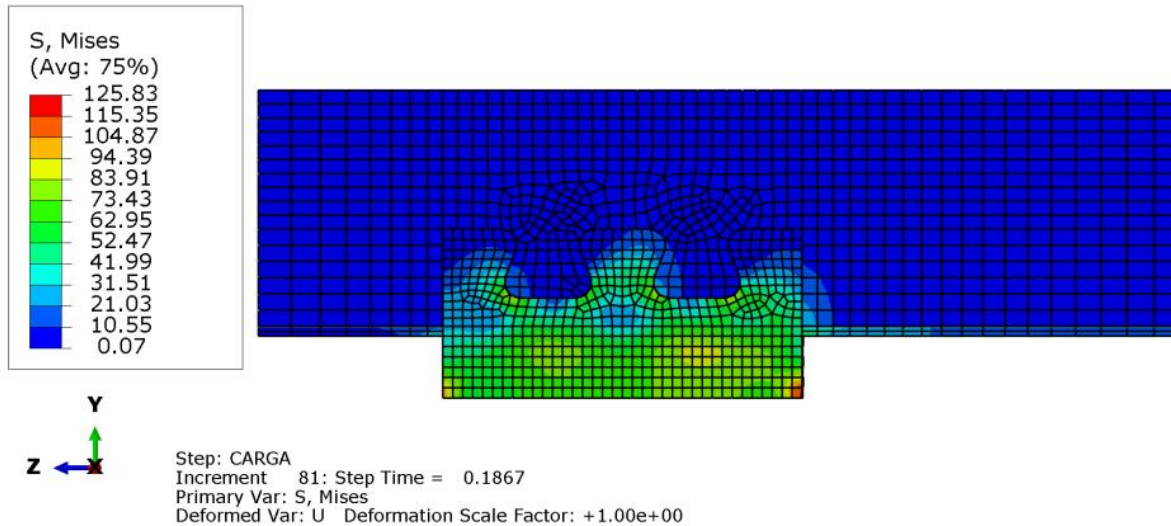 S, Mises
(Avg: 75%)
125.83
115.35
104.87
94.39
83.91
73.43
62.95
52.47
41.99
31.51
21.03
10.55
0.07
Y
Z
X
Step: CARGA
Increment     81: Step Time =   0.1867
Primary Var: S, Mises
Deformed Var: U   Deformation Scale Factor: +1.00e+00